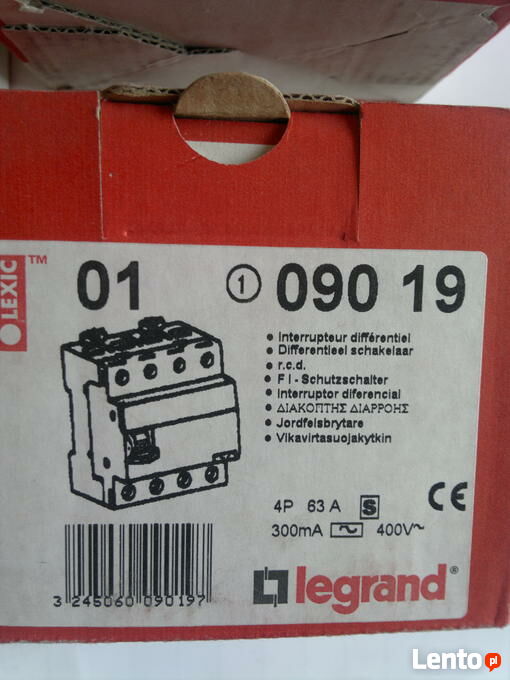 LEXIC™
01 ① 090 19
• Interrupteur différentiel
• Differentieel schakelaar
• r.c.d.
• F I - Schutzschalter
• Interruptor diferencial
• ΔΙΑΚΟΠΤΗΣ ΔΙΑΡΡΟΗΣ
• Jordfelsbrytare
• Vikavirtasuojakytkin
4P 63 A S CE
300mA 400V~
3 245060 090197
legrand®
Lento.pl